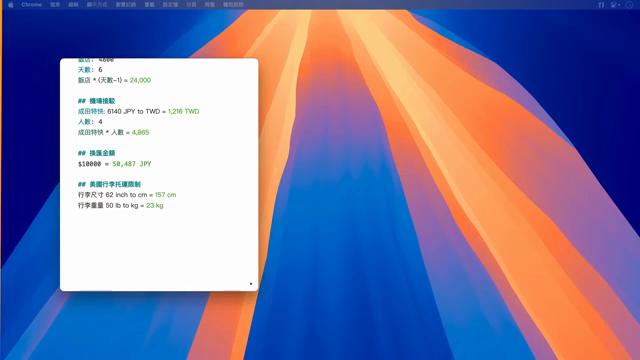 Chrome 檔案 編輯 顯示方式 瀏覽記錄 書籤 設定檔 分頁 視窗 輔助說明
飯店: 4800
天數: 6
飯店 * (天數-1) = 24,000
## 機場接駁
成田特快: 6140 JPY to TWD = 1,216 TWD
人數: 4
成田特快 * 人數 = 4,865
## 換匯金額
$10000 = 50,487 JPY
## 美國行李托運限制
行李尺寸 62 inch to cm = 157 cm
行李重量 50 lb to kg = 23 kg